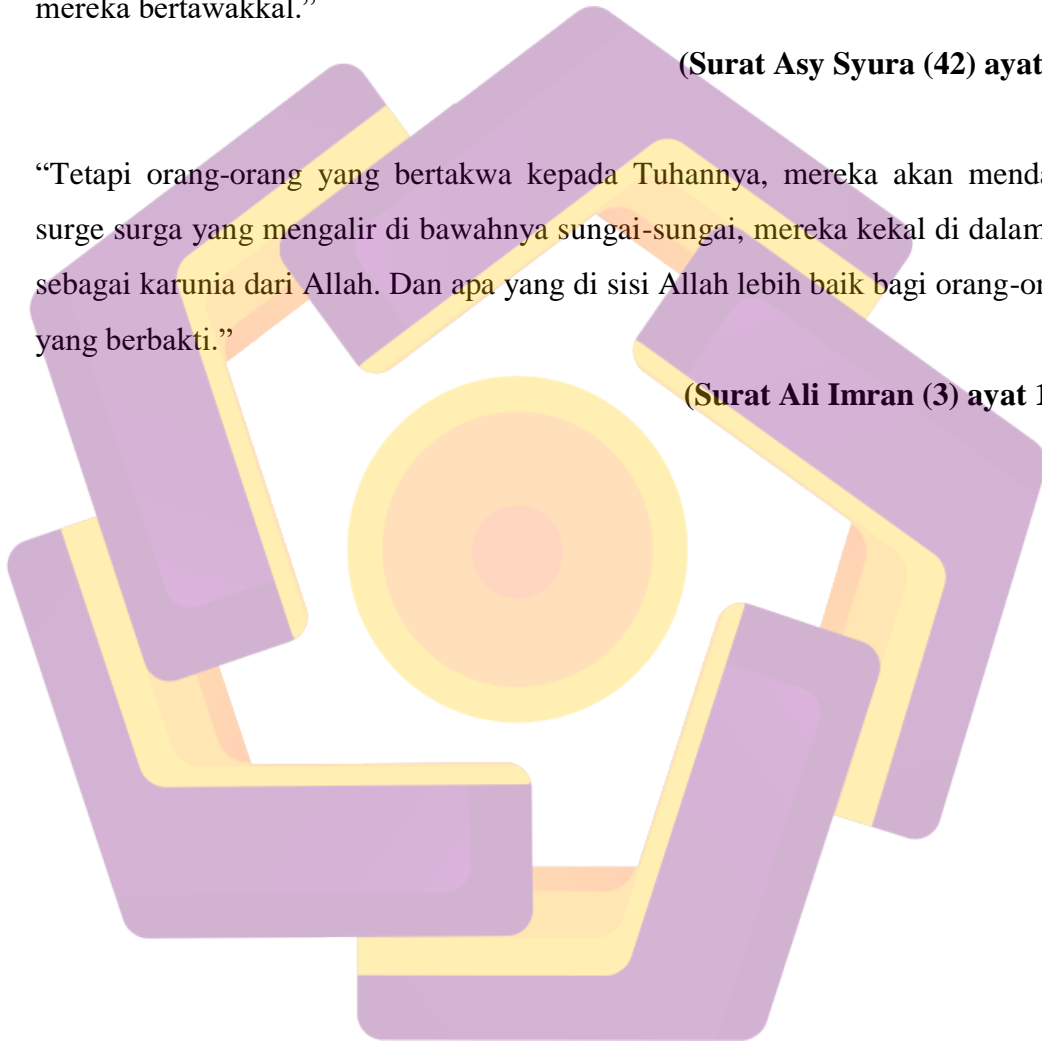 mereka bertawakkal.”
(Surat Asy Syura (42) ayat
“Tetapi orang-orang yang bertakwa kepada Tuhannya, mereka akan menda
surge surga yang mengalir di bawahnya sungai-sungai, mereka kekal di dalam
sebagai karunia dari Allah. Dan apa yang di sisi Allah lebih baik bagi orang-or
yang berbakti.”
(Surat Ali Imran (3) ayat 1